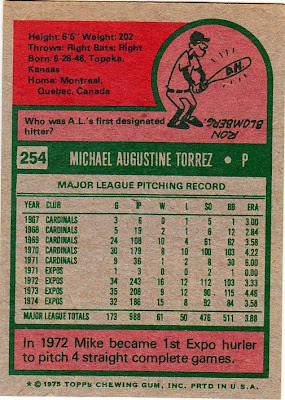 Height: 6'5" Weight: 202
Throws: Right Bats: Right
Born: 8-28-46, Topeka,
Kansas
Home: Montreal,
Quebec, Canada
Who was A.L.'s first designated
hitter?
RON
BLOMBERG
254 MICHAEL AUGUSTINE TORREZ • P
MAJOR LEAGUE PITCHING RECORD
YEAR CLUB G IP W L SO BB ERA
1967 CARDINALS 3 6 0 1 5 1 3.00
1968 CARDINALS 5 19 2 1 6 12 2.84
1969 CARDINALS 24 108 10 4 61 62 3.58
1970 CARDINALS 30 179 8 10 100 103 4.22
1971 CARDINALS 9 36 1 2 8 30 6.00
1971 EXPOS 1 3 0 0 2 1 0.00
1972 EXPOS 34 243 16 12 112 103 3.33
1973 EXPOS 35 208 9 12 90 115 4.46
1974 EXPOS 32 186 15 8 92 84 3.58
MAJOR LEAGUE TOTALS 173 988 61 50 476 511 3.88
In 1972 Mike became 1st Expo hurler
to pitch 4 straight complete games.
* © 1975 TOPPS CHEWING GUM, INC. PRTD IN U.S.A.